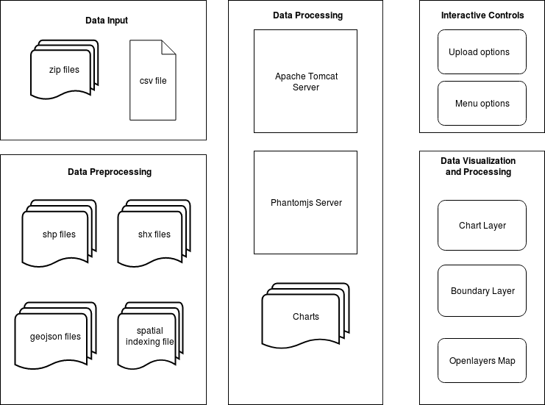 Data Input
zip files
csv file
Data Preprocessing
shp files
shx files
geojson files
spatial
indexing file
Data Processing
Apache Tomcat
Server
Phantomjs Server
Charts
Interactive Controls
Upload options
Menu options
Data Visualization
and Processing
Chart Layer
Boundary Layer
Openlayers Map